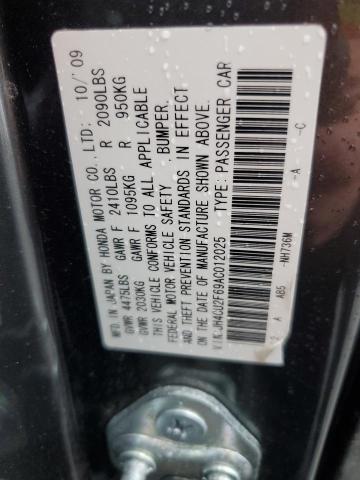 MFD. IN JAPAN BY HONDA MOTOR CO., LTD: 10/'09
GVWR 4475LBS GAWR F 2410LBS R 2090LBS
GVWR 2030KG GAWR F 1095KG R 950KG
THIS VEHICLE CONFORMS TO ALL APPLICABLE
FEDERAL MOTOR VEHICLE SAFETY , BUMPER,
AND THEFT PREVENTION STANDARDS IN EFFECT
ON THE DATE OF MANUFACTURE SHOWN ABOVE.
V.I.N: JH4CU2F69AC012025 TYPE: PASSENGER CAR
-NH736M -A -C
2 A AB5